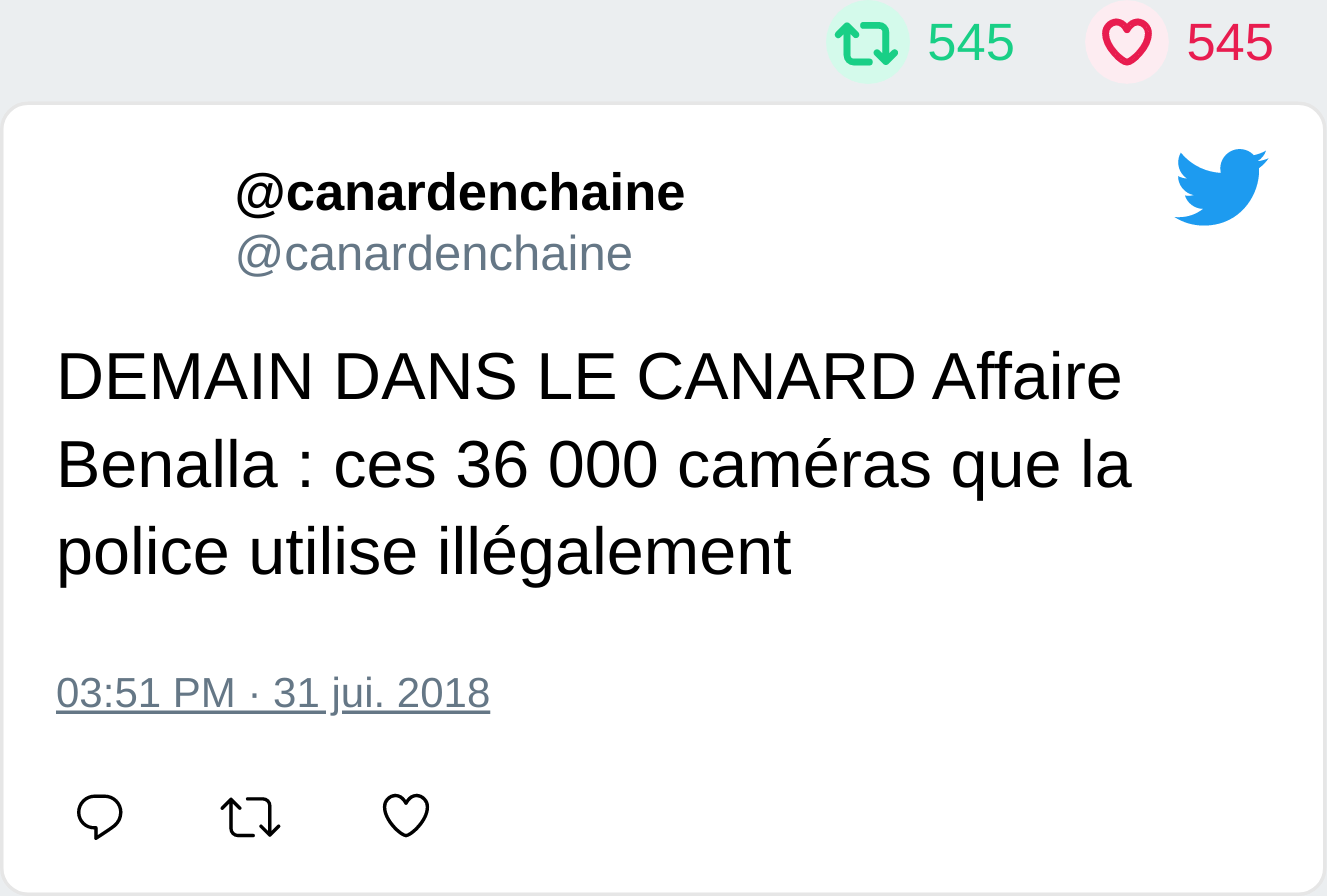 545 545
@canardenchaine
@canardenchaine
DEMAIN DANS LE CANARD Affaire
Benalla : ces 36 000 caméras que la
police utilise illégalement
03:51 PM · 31 jui. 2018